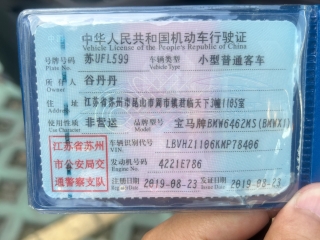 中华人民共和国机动车行驶证
Vehicle License of the People's Republic of China
号牌号码 苏UFL599 车辆类型 小型普通客车
Plate No. Vehicle Type
所有人 谷丹丹
Owner
住址 江苏省苏州市昆山市周市镇君临天下3幢1105室
Address
使用性质 非营运 品牌型号 宝马牌BMW6462MS(BMWX1)
Use Character Model
江苏省苏州 车辆识别代号 LBVHZ1106KMP78406
VIN
市公安局交 发动机号码 4221E786
Engine No.
通警察支队 注册日期 2019-08-23 发证日期 2019-08-23
Register Date Issue Date